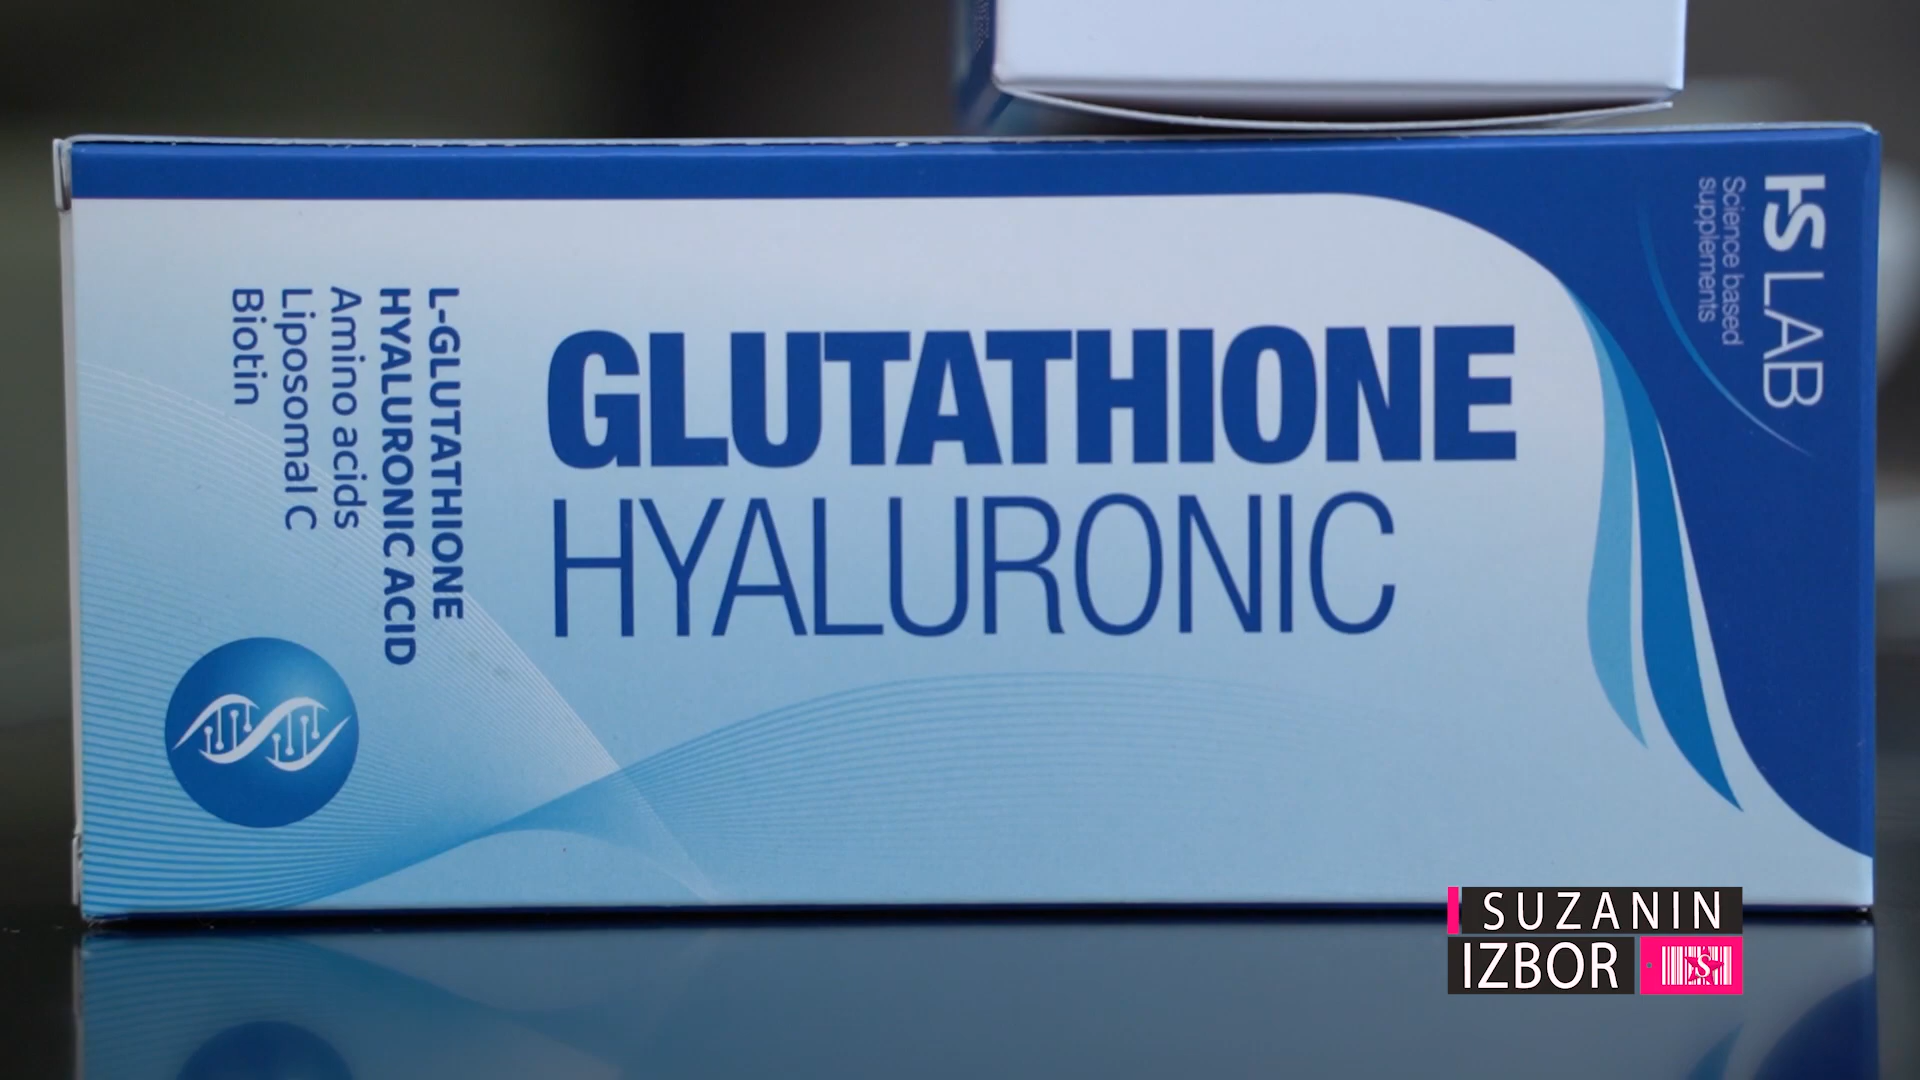 GLUTATHIONE
HYALURONIC
L-GLUTATHIONE
HYALURONIC ACID
Amino acids
Liposomal C
Biotin
HS LAB
Science based
supplements
SUZANIN
IZBOR